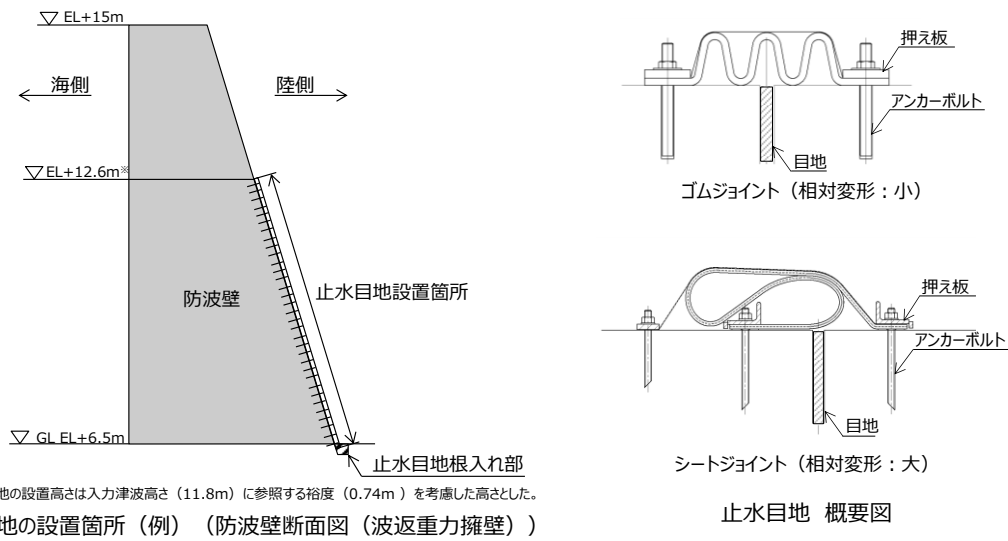 ▽ EL+15m
海側
陸側
▽ EL+12.6m※
防波壁
止水目地設置箇所
▽ GL EL+6.5m
止水目地根入れ部
地の設置高さは入力津波高さ(11.8m)に参照する裕度(0.74m )を考慮した高さとした。
地の設置箇所(例)(防波壁断面図(波返重力擁壁))
押え板
アンカーボルト
目地
ゴムジョイント(相対変形:小)
押え板
アンカーボルト
目地
シートジョイント(相対変形:大)
止水目地 概要図